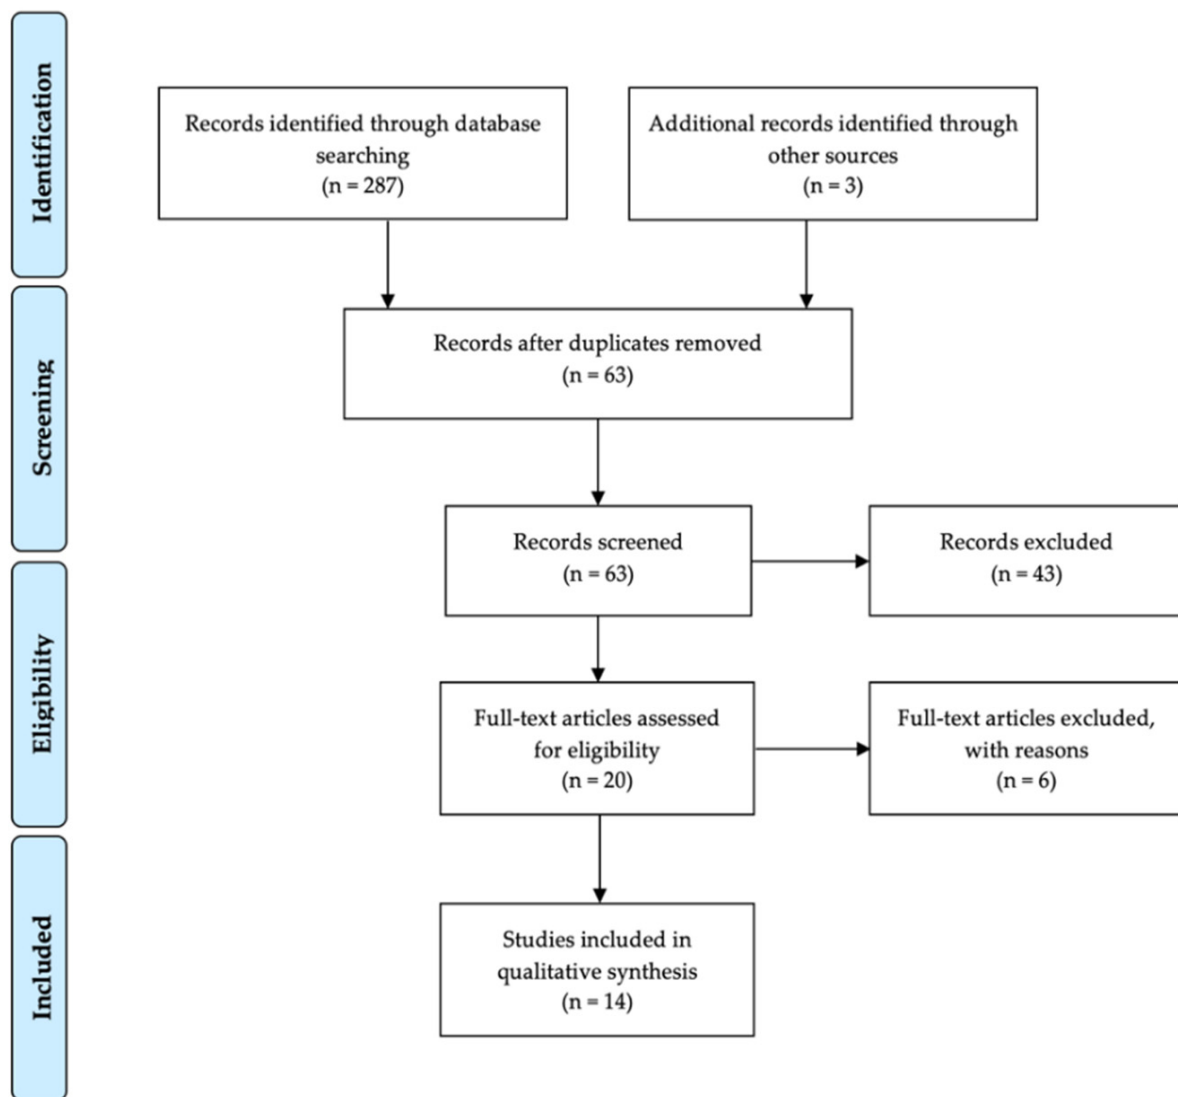 Identification
Records identified through database
searching
(n = 287)
Additional records identified through
other sources
(n = 3)
Screening
Records after duplicates removed
(n = 63)
Records screened
(n = 63)
Records excluded
(n = 43)
Eligibility
Full-text articles assessed
for eligibility
(n = 20)
Full-text articles excluded,
with reasons
(n = 6)
Included
Studies included in
qualitative synthesis
(n = 14)